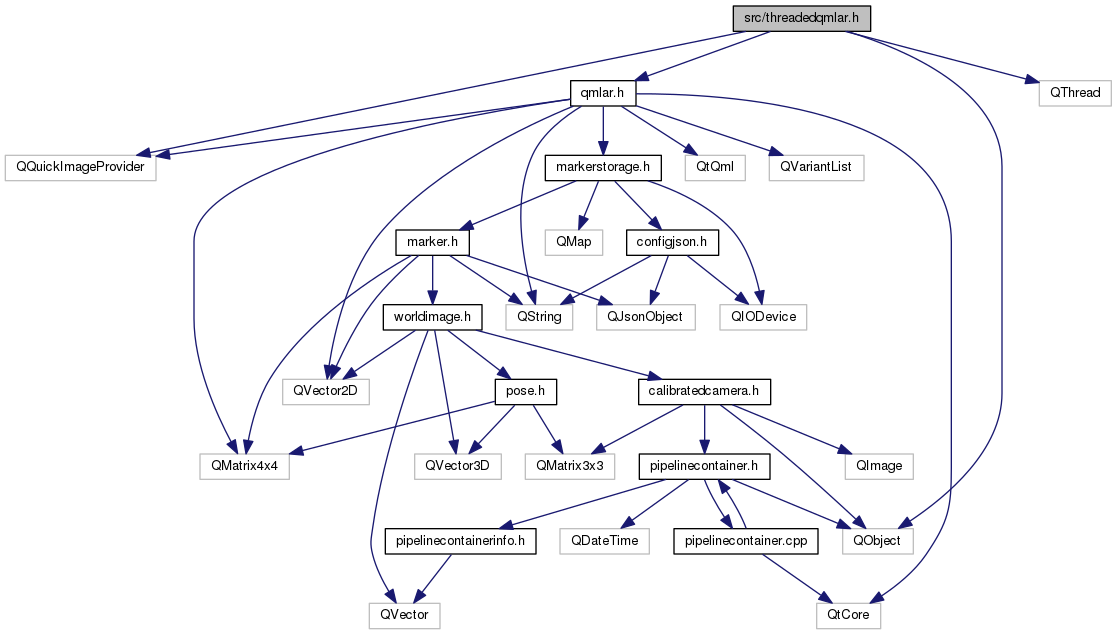 src/threadedqmlar.h
qmlar.h
QThread
QQuickImageProvider
markerstorage.h
QtQml
QVariantList
marker.h
QMap
configjson.h
worldimage.h
QString
QJsonObject
QIODevice
QVector2D
pose.h
calibratedcamera.h
QMatrix4x4
QVector3D
QMatrix3x3
pipelinecontainer.h
QImage
pipelinecontainerinfo.h
QDateTime
pipelinecontainer.cpp
QObject
QVector
QtCore